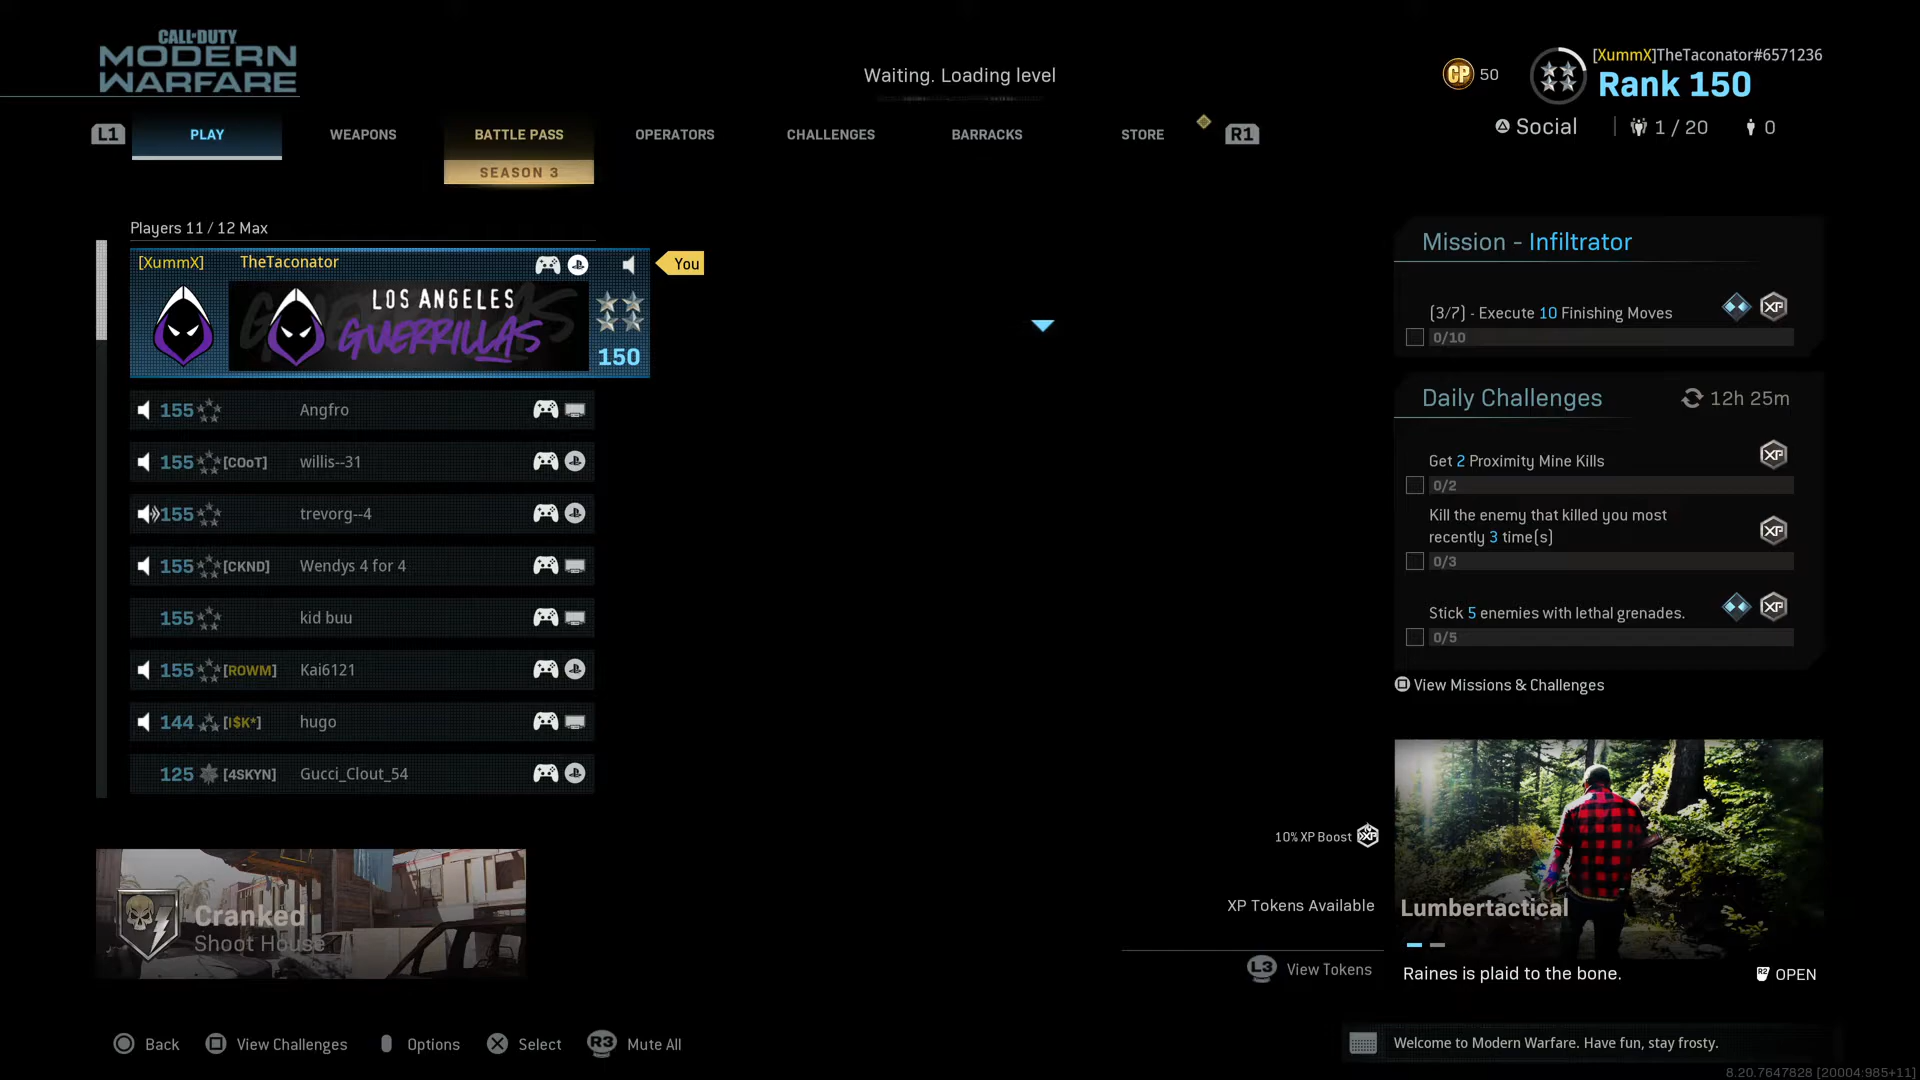 CALL OF DUTY
MODERN
WARFARE
Waiting. Loading level
CP 50
[XummX]TheTaconator#6571236
Rank 150
Social
1 / 20
0
L1
PLAY
WEAPONS
BATTLE PASS
OPERATORS
CHALLENGES
BARRACKS
STORE
R1
SEASON 3
Players 11 / 12 Max
[XummX] TheTaconator
You
LOS ANGELES
GUERRILLAS
150
155 Angfro
155 [COoT] willis--31
155 trevorg--4
155 [CKND] Wendys 4 for 4
155 kid buu
155 [ROWM] Kai6121
144 [I$K*] hugo
125 [4SKYN] Gucci_Clout_54
Cranked
Shoot House
Mission - Infiltrator
(3/7) - Execute 10 Finishing Moves
XP
0/10
Daily Challenges
12h 25m
Get 2 Proximity Mine Kills
XP
0/2
Kill the enemy that killed you most
recently 3 time(s)
XP
0/3
Stick 5 enemies with lethal grenades.
XP
0/5
View Missions & Challenges
10% XP Boost
XP
XP Tokens Available
L3 View Tokens
Lumbertactical
Raines is plaid to the bone.
R2 OPEN
Back
View Challenges
Options
Select
R3 Mute All
Welcome to Modern Warfare. Have fun, stay frosty.
8.20.7647828 [20004:985+11]